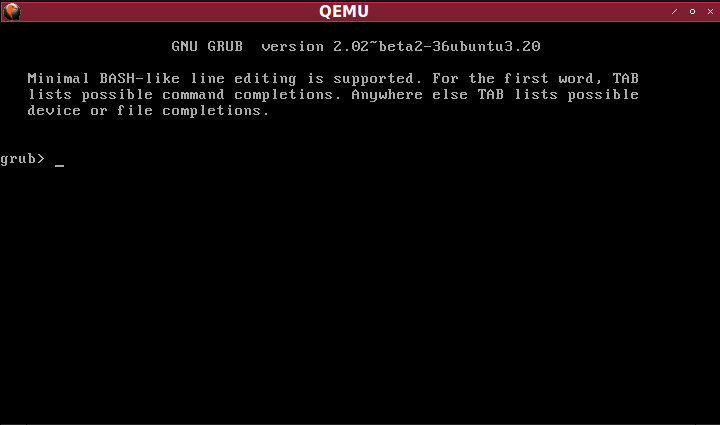 QEMU
GNU GRUB  version 2.02~beta2-36ubuntu3.20
Minimal BASH-like line editing is supported. For the first word, TAB
lists possible command completions. Anywhere else TAB lists possible
device or file completions.
grub> _